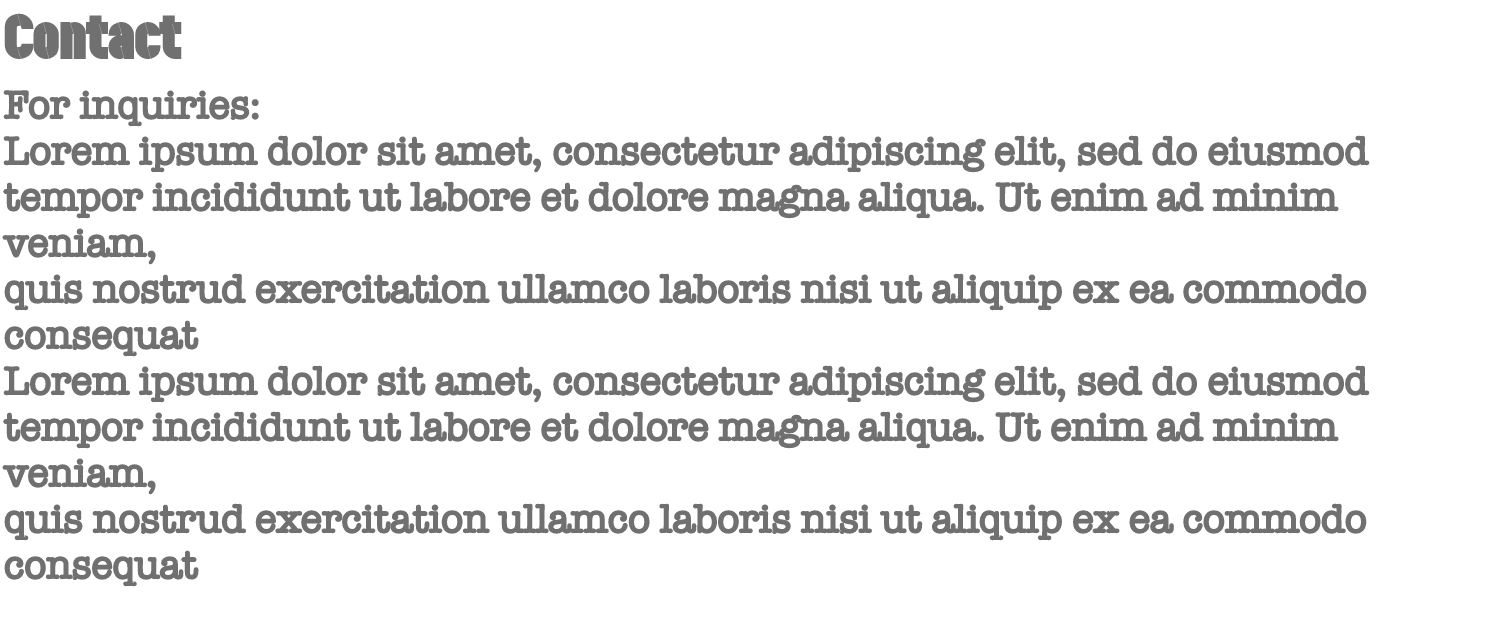 Contact
For inquiries:
Lorem ipsum dolor sit amet, consectetur adipiscing elit, sed do eiusmod
tempor incididunt ut labore et dolore magna aliqua. Ut enim ad minim
veniam,
quis nostrud exercitation ullamco laboris nisi ut aliquip ex ea commodo
consequat
Lorem ipsum dolor sit amet, consectetur adipiscing elit, sed do eiusmod
tempor incididunt ut labore et dolore magna aliqua. Ut enim ad minim
veniam,
quis nostrud exercitation ullamco laboris nisi ut aliquip ex ea commodo
consequat